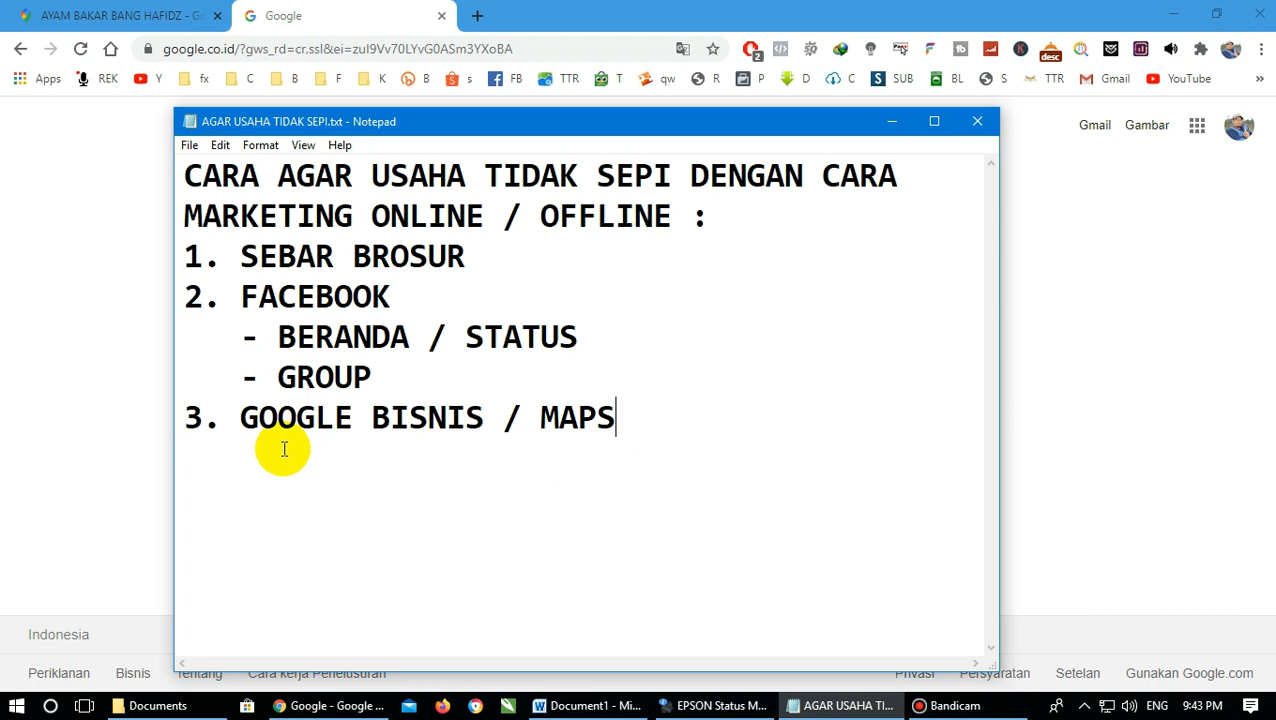 AYAM BAKAR BANG HAFIDZ - Go
Google
google.co.id/?gws_rd=cr,ssl&ei=zuI9Vv70LYvG0ASm3YXoBA
2
desc
Apps REK Y fx C B F K B s FB TTR T qw P D C SUB BL S TTR Gmail YouTube »
Gmail Gambar
AGAR USAHA TIDAK SEPI.txt - Notepad
File Edit Format View Help
CARA AGAR USAHA TIDAK SEPI DENGAN CARA
MARKETING ONLINE / OFFLINE :
1. SEBAR BROSUR
2. FACEBOOK
- BERANDA / STATUS
- GROUP
3. GOOGLE BISNIS / MAPS
Indonesia
Periklanan Bisnis Tentang Cara kerja Penelusuran Privasi Persyaratan Setelan Gunakan Google.com
Documents Google - Google ... Document1 - Mi... EPSON Status M... AGAR USAHA TI... Bandicam ENG 9:43 PM